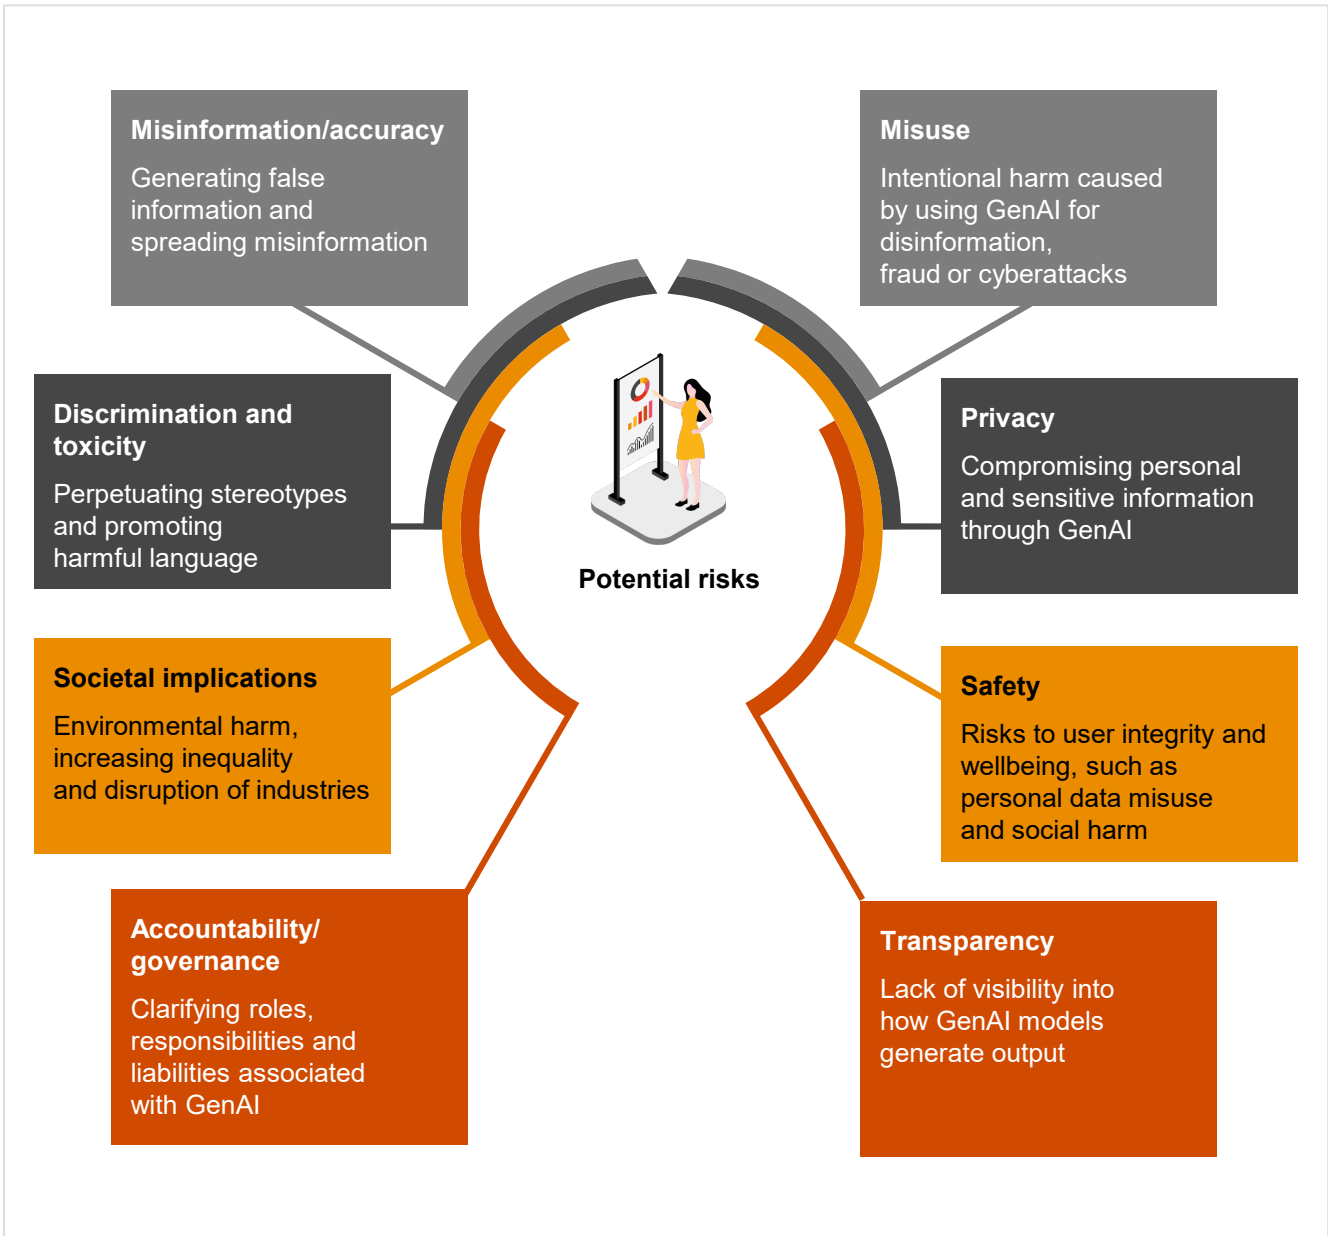 Misinformation/accuracy
Generating false
information and
spreading misinformation
Misuse
Intentional harm caused
by using GenAI for
disinformation,
fraud or cyberattacks
Discrimination and
toxicity
Perpetuating stereotypes
and promoting
harmful language
Privacy
Compromising personal
and sensitive information
through GenAI
Potential risks
Societal implications
Environmental harm,
increasing inequality
and disruption of industries
Safety
Risks to user integrity and
wellbeing, such as
personal data misuse
and social harm
Accountability/
governance
Clarifying roles,
responsibilities and
liabilities associated
with GenAI
Transparency
Lack of visibility into
how GenAI models
generate output